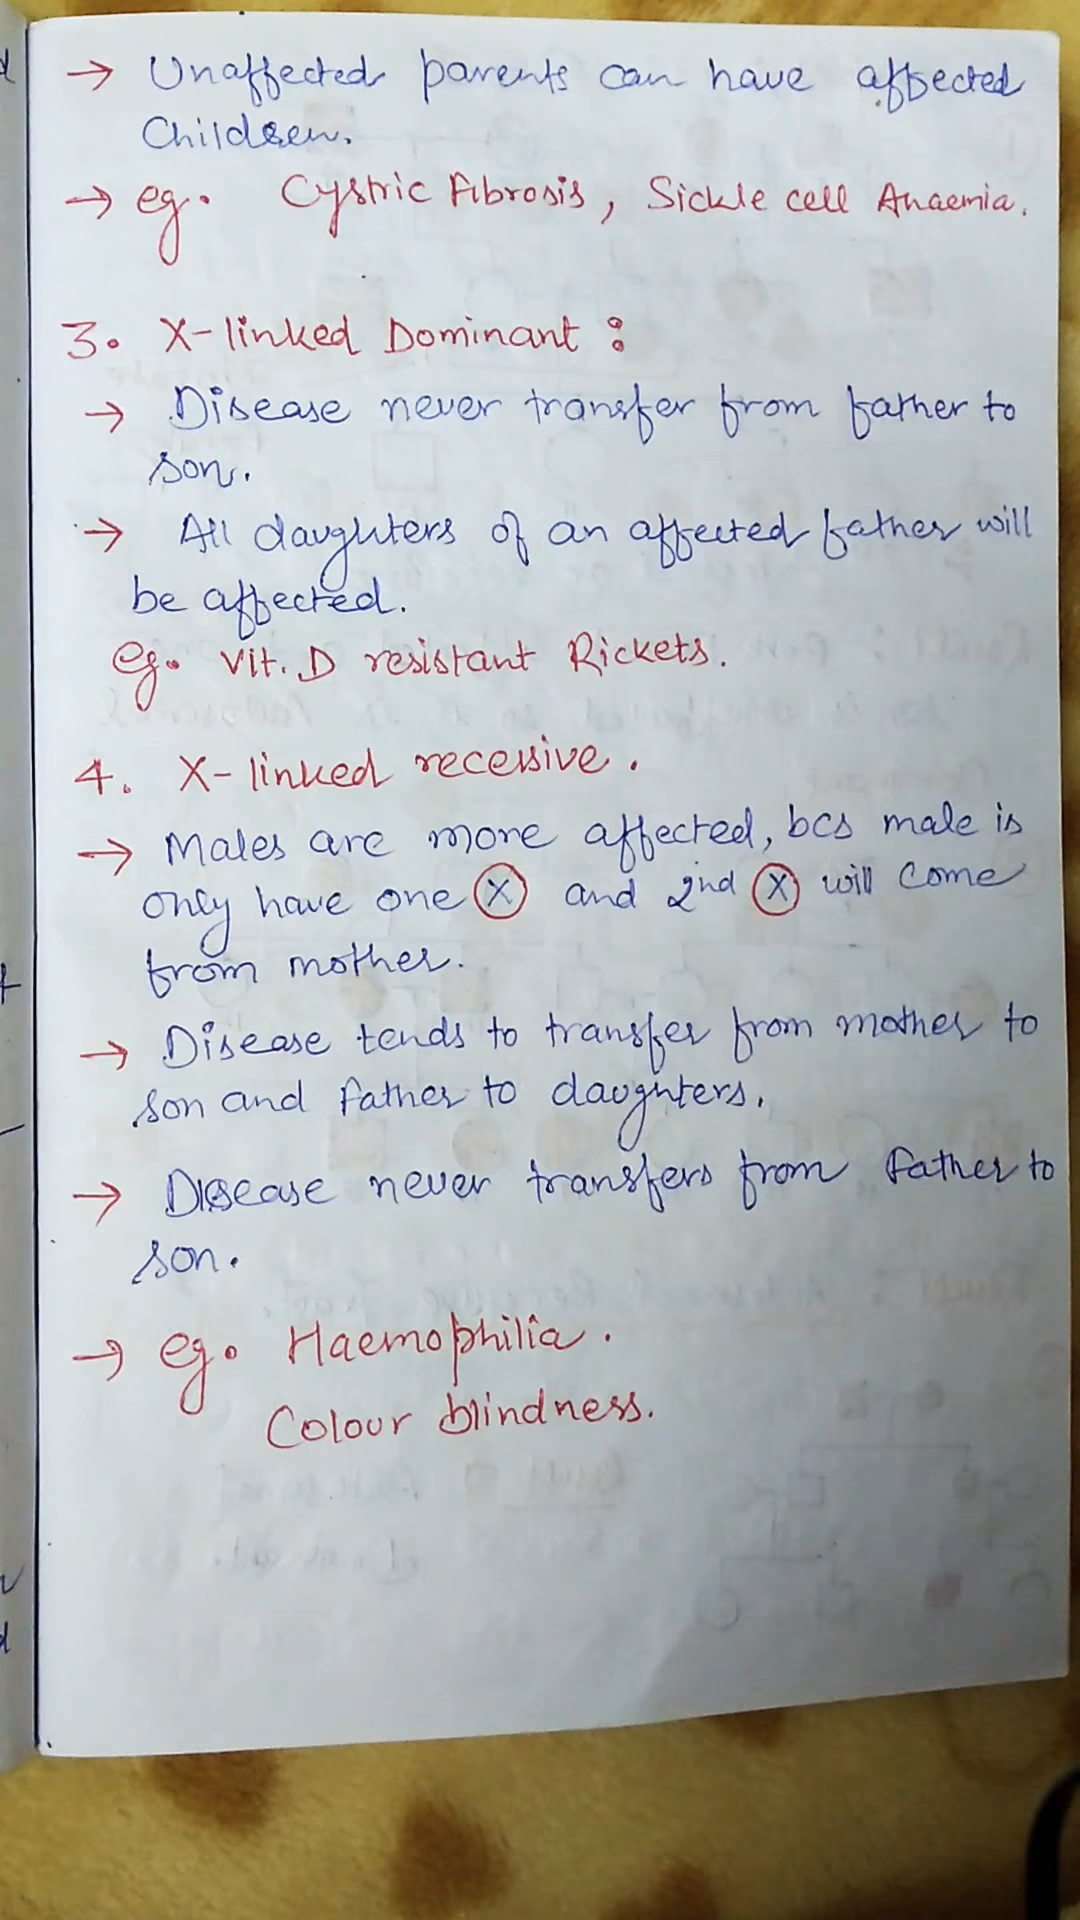 → Unaffected parents can have affected
Children.
→ eg. Cystric Fibrosis, Sickle cell Anaemia.
3. X-linked Dominant :
→ Disease never transfer from father to
son.
→ All daughters of an affected father will
be affected.
eg. Vit. D resistant Rickets.
4. X-linked recessive.
→ Males are more affected, bcs male is
only have one X and 2nd X will come
from mother.
→ Disease tends to transfer from mother to
son and father to daughters.
→ Disease never transfers from father to
son.
→ eg. Haemophilia.
Colour blindness.